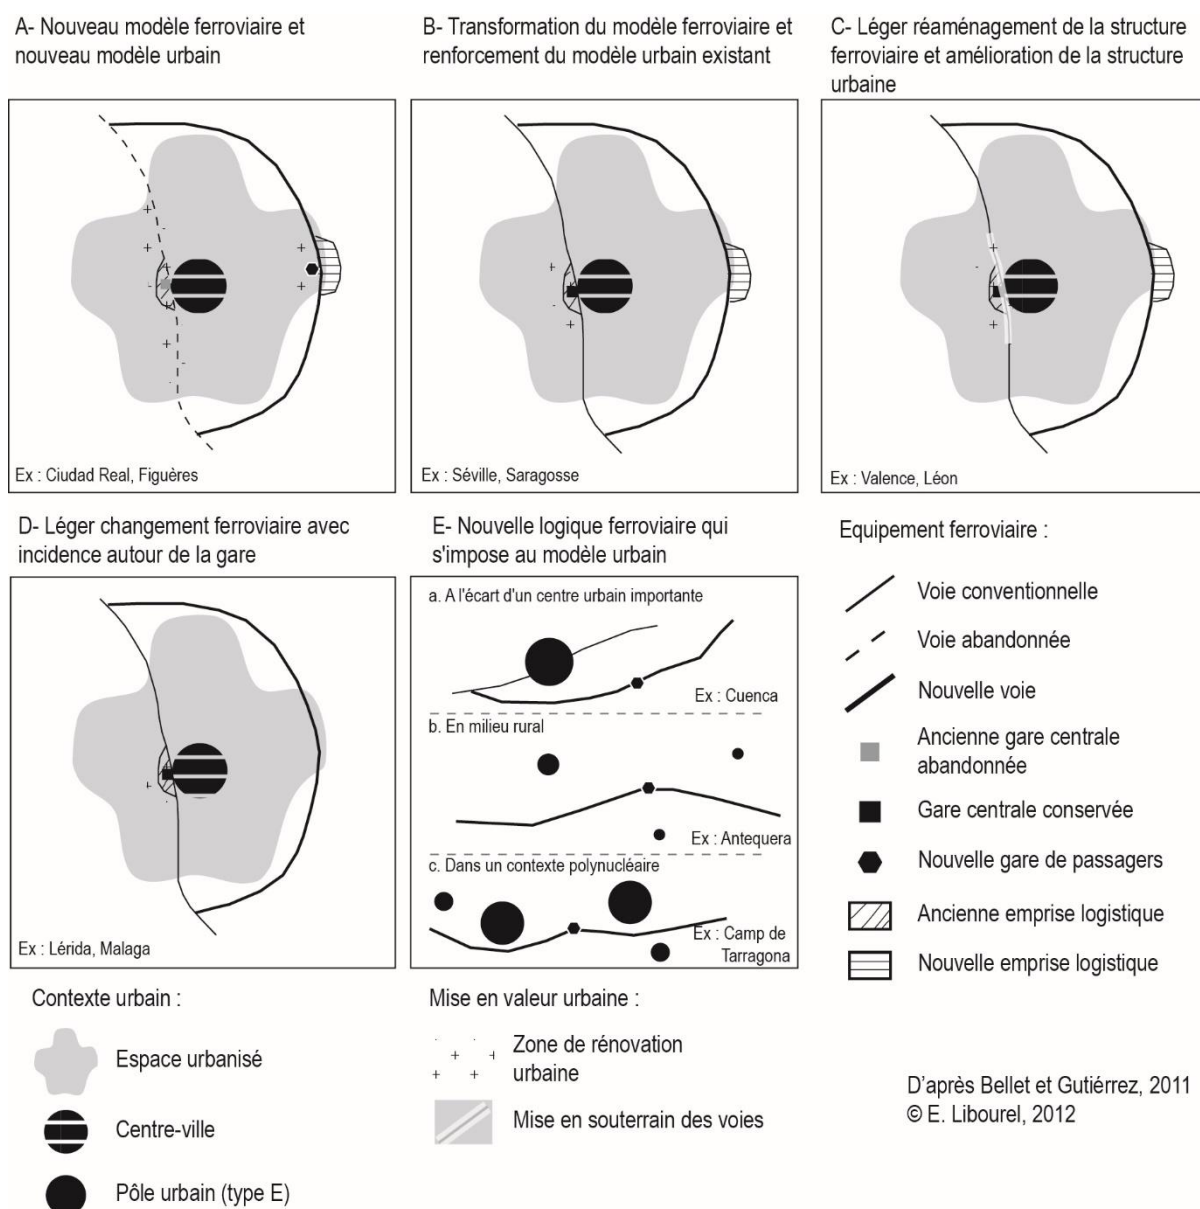 A- Nouveau modèle ferroviaire et
nouveau modèle urbain
B- Transformation du modèle ferroviaire et
renforcement du modèle urbain existant
C- Léger réaménagement de la structure
ferroviaire et amélioration de la structure
urbaine
Ex : Ciudad Real, Figuères
Ex : Séville, Saragosse
Ex : Valence, Léon
D- Léger changement ferroviaire avec
incidence autour de la gare
Ex : Lérida, Malaga
E- Nouvelle logique ferroviaire qui
s'impose au modèle urbain
a. A l'écart d'un centre urbain importante
Ex : Cuenca
b. En milieu rural
Ex : Antequera
c. Dans un contexte polynucléaire
Ex : Camp de
Tarragona
Equipement ferroviaire :
Voie conventionnelle
Voie abandonnée
Nouvelle voie
Ancienne gare centrale
abandonnée
Gare centrale conservée
Nouvelle gare de passagers
Ancienne emprise logistique
Nouvelle emprise logistique
Contexte urbain :
Espace urbanisé
Centre-ville
Pôle urbain (type E)
Mise en valeur urbaine :
Zone de rénovation
urbaine
Mise en souterrain des voies
D'après Bellet et Gutiérrez, 2011
© E. Libourel, 2012